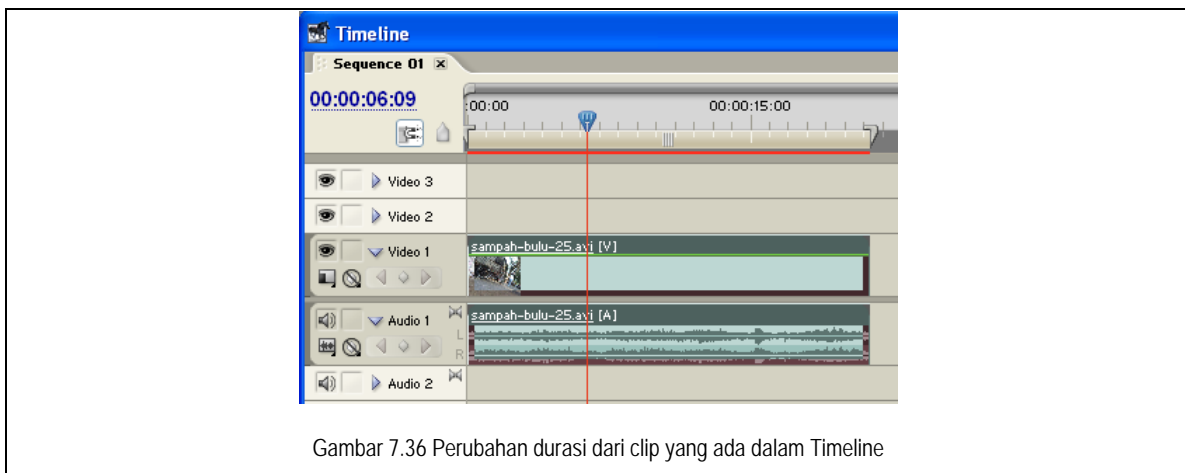 Timeline
Sequence 01
00:00:06:09
:00:00 00:00:15:00
Video 3
Video 2
Video 1
sampah-bulu-25.avi [V]
Audio 1
sampah-bulu-25.avi [A]
L
R
Audio 2
Gambar 7.36 Perubahan durasi dari clip yang ada dalam Timeline